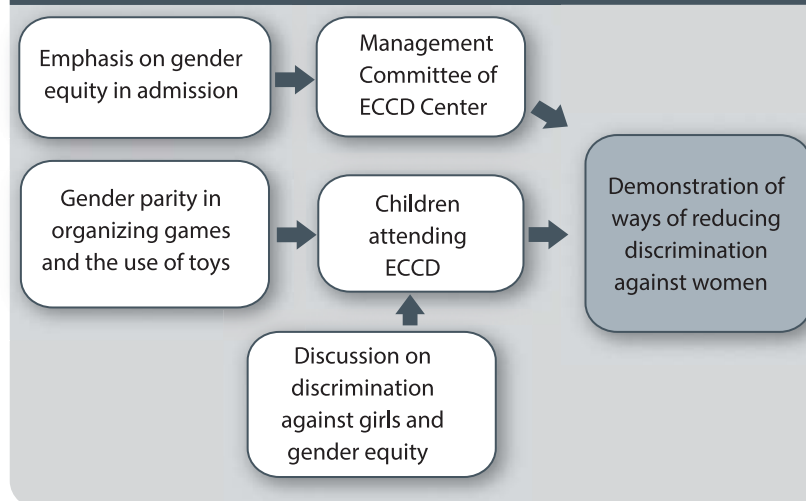 Emphasis on gender
equity in admission
Management
Committee of
ECCD Center
Gender parity in
organizing games
and the use of toys
Children
attending
ECCD
Demonstration of
ways of reducing
discrimination
against women
Discussion on
discrimination
against girls and
gender equity